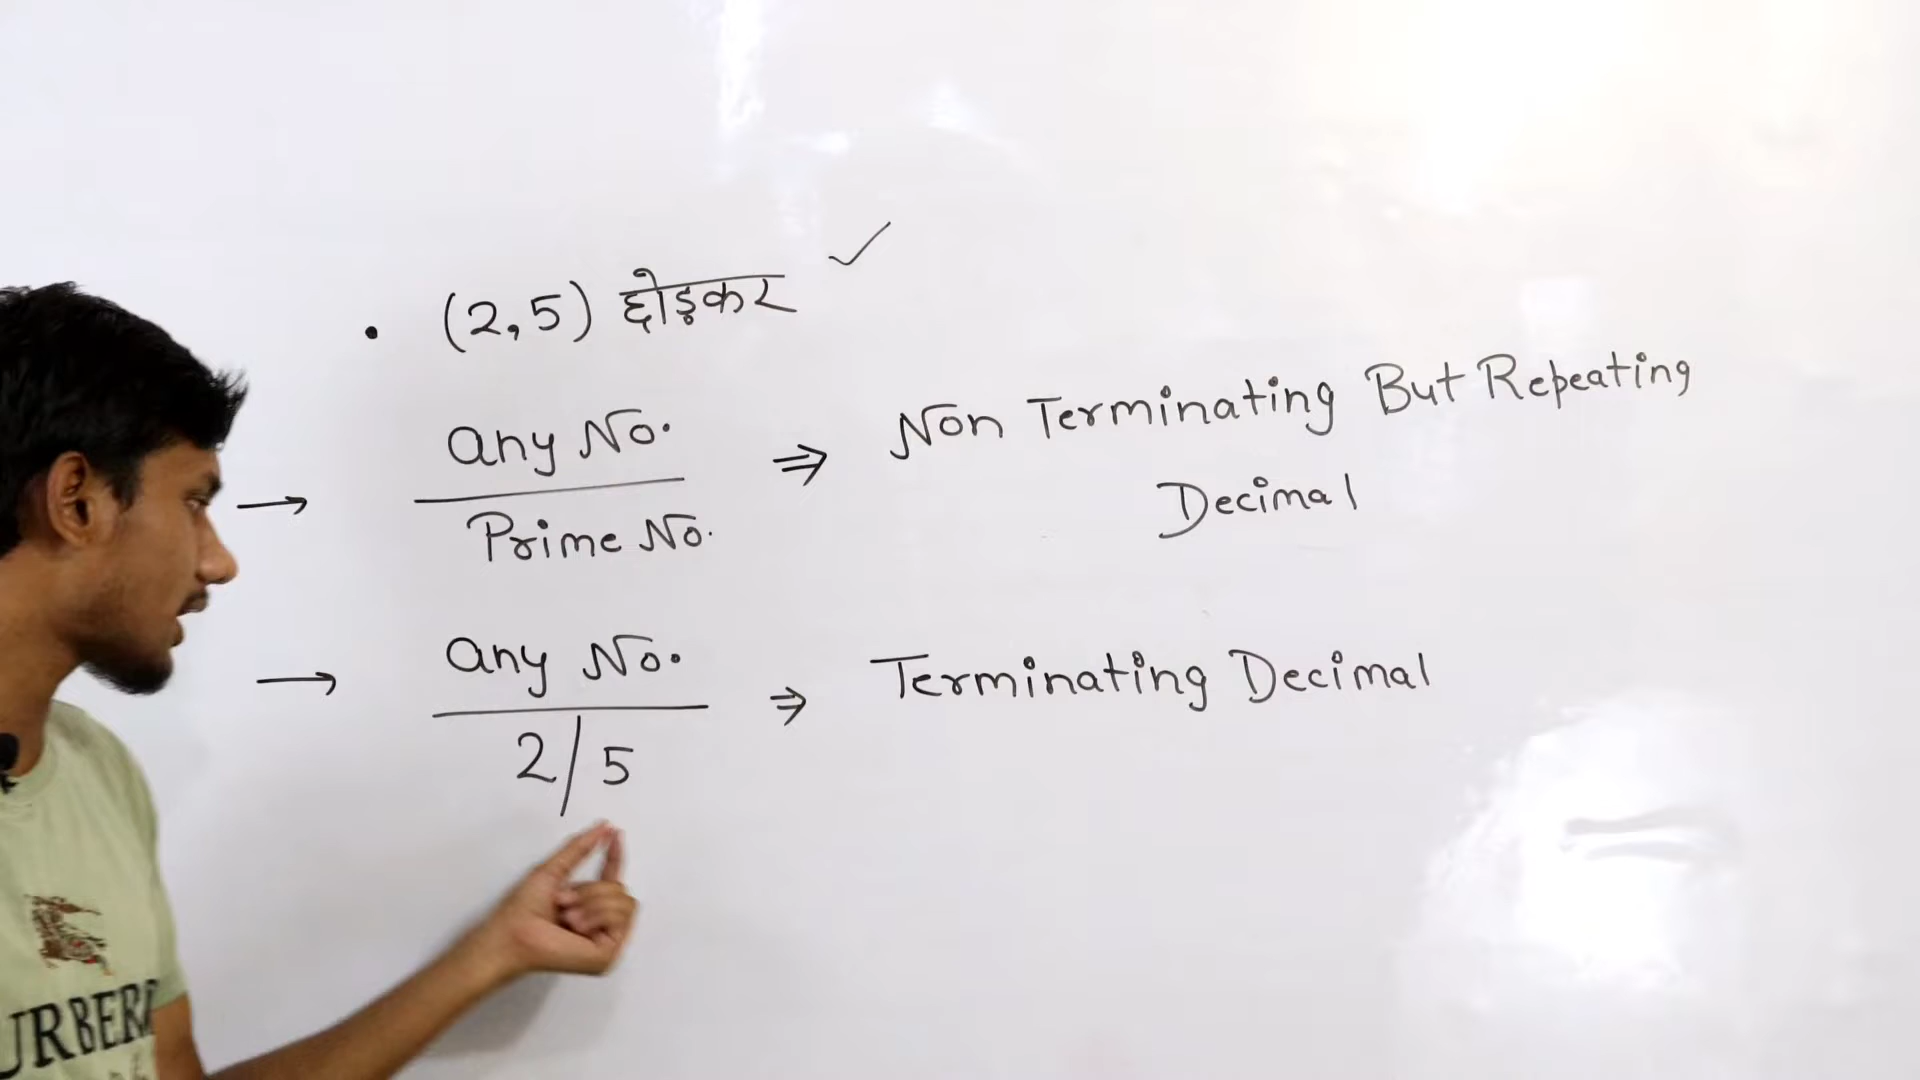 • (2,5) छोड़कर ✓
→ Any No. / Prime No. ⇒ Non Terminating But Repeating
Decimal
→ Any No. / 2/5 ⇒ Terminating Decimal
URBER